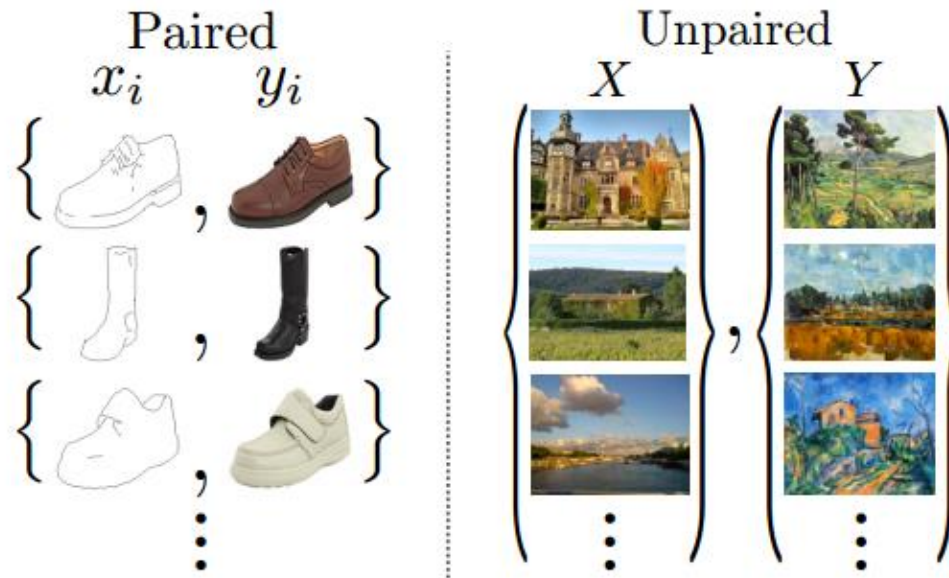 Paired
x_i y_i
{ , }
{ , }
{ , }
⋮
Unpaired
X Y
{ ⋮ } , { ⋮ }